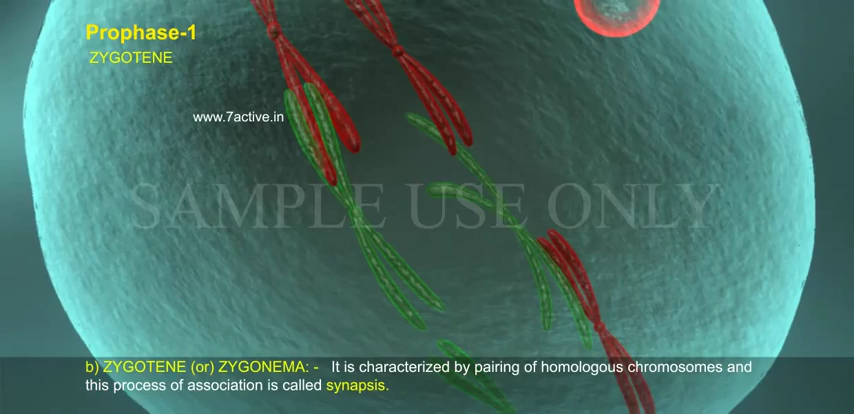 Prophase-1
ZYGOTENE
www.7active.in
SAMPLE USE ONLY
b) ZYGOTENE (or) ZYGONEMA: - It is characterized by pairing of homologous chromosomes and
this process of association is called synapsis.